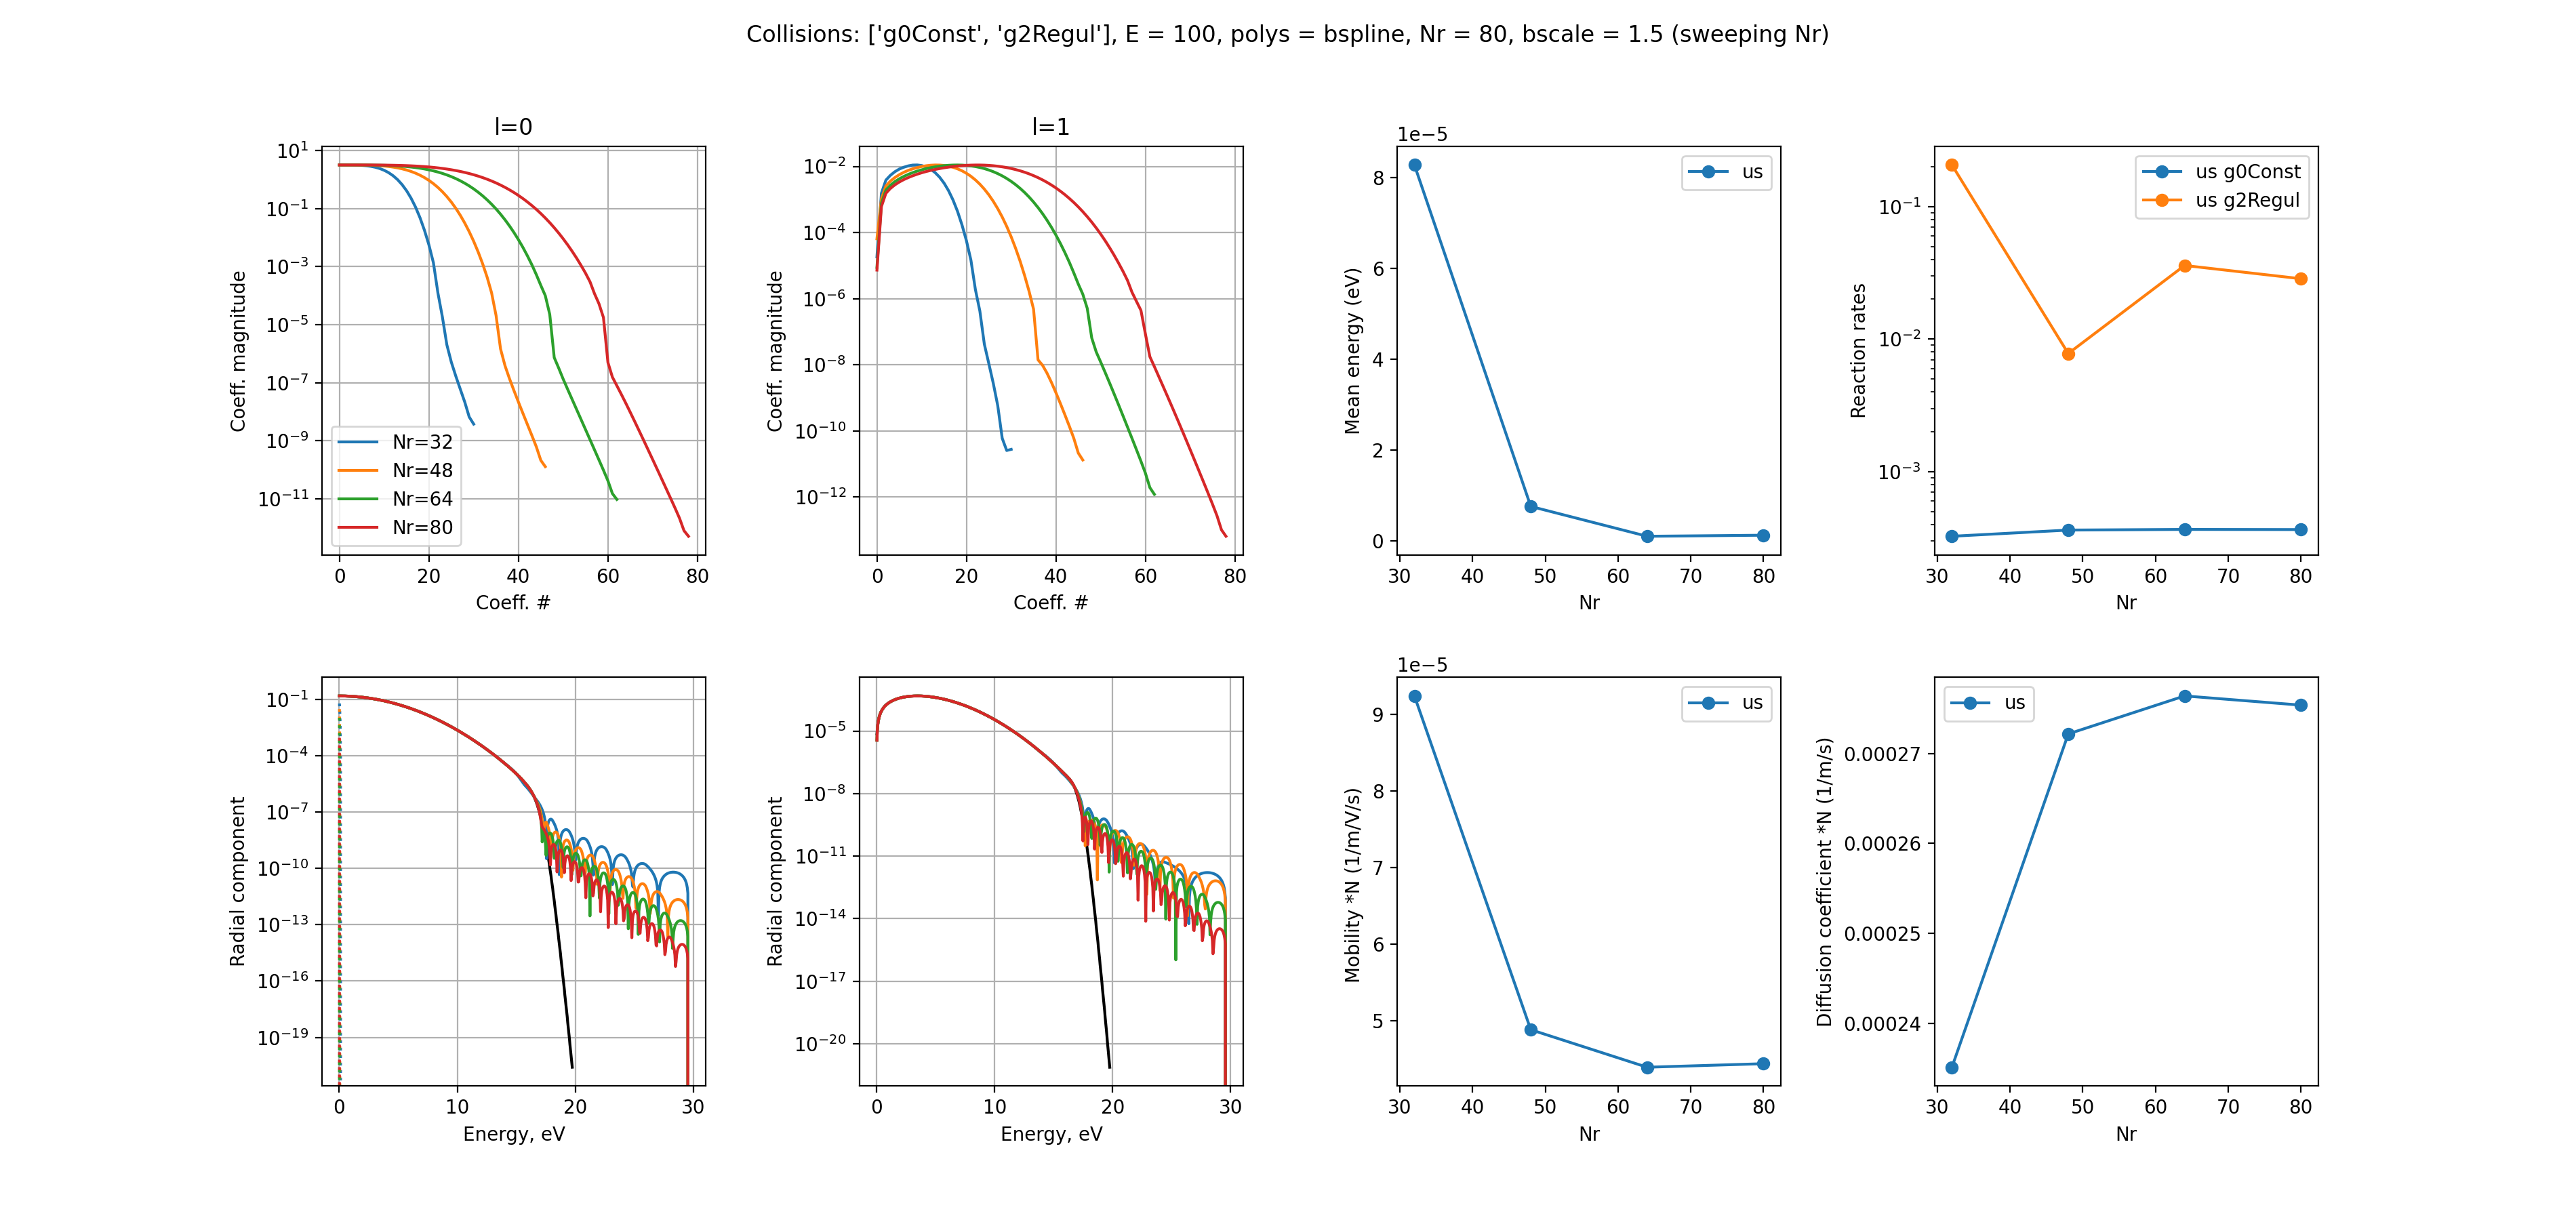 Collisions: ['g0Const', 'g2Regul'], E = 100, polys = bspline, Nr = 80, bscale = 1.5 (sweeping Nr)
l=0
10¹
10⁻¹
10⁻³
10⁻⁵
10⁻⁷
10⁻⁹
10⁻¹¹
Coeff. magnitude
Nr=32
Nr=48
Nr=64
Nr=80
0 20 40 60 80
Coeff. #
l=1
10⁻²
10⁻⁴
10⁻⁶
10⁻⁸
10⁻¹⁰
10⁻¹²
Coeff. magnitude
0 20 40 60 80
Coeff. #
1e−5
8
6
4
2
0
Mean energy (eV)
us
30 40 50 60 70 80
Nr
10⁻¹
10⁻²
10⁻³
Reaction rates
us g0Const
us g2Regul
30 40 50 60 70 80
Nr
10⁻¹
10⁻⁴
10⁻⁷
10⁻¹⁰
10⁻¹³
10⁻¹⁶
10⁻¹⁹
Radial component
0 10 20 30
Energy, eV
10⁻⁵
10⁻⁸
10⁻¹¹
10⁻¹⁴
10⁻¹⁷
10⁻²⁰
Radial component
0 10 20 30
Energy, eV
1e−5
9
8
7
6
5
Mobility *N (1/m/V/s)
us
30 40 50 60 70 80
Nr
0.00027
0.00026
0.00025
0.00024
Diffusion coefficient *N (1/m/s)
us
30 40 50 60 70 80
Nr